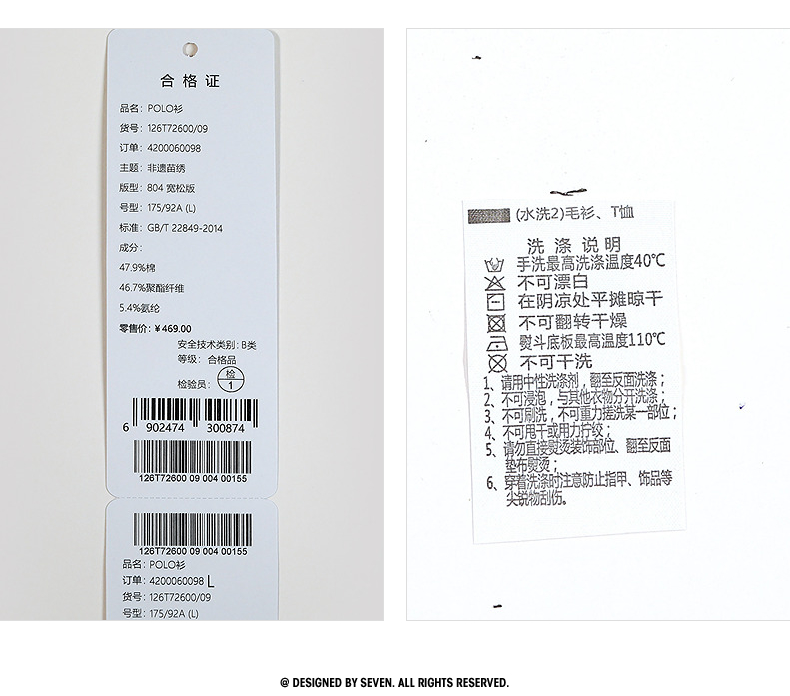 合格证
品名：POLO衫
货号：126T72600/09
订单：4200060098
主题：非遗苗绣
版型：804 宽松版
号型：175/92A (L)
标准：GB/T 22849-2014
成分：
47.9%棉
46.7%聚酯纤维
5.4%氨纶
零售价：￥469.00
安全技术类别：B类
等级：合格品
检验员：检 1
6 902474 300874
126T72600 09 004 00155
126T72600 09 004 00155
品名：POLO衫
订单：4200060098 L
货号：126T72600/09
号型：175/92A (L)
(水洗2)毛衫、T恤
洗涤说明
手洗最高洗涤温度40℃
不可漂白
在阴凉处平摊晾干
不可翻转干燥
熨斗底板最高温度110℃
不可干洗
1、请用中性洗涤剂，翻至反面洗涤；
2、不可浸泡，与其他衣物分开洗涤；
3、不可刷洗，不可重力搓洗某一部位；
4、不可甩干或用力拧绞；
5、请勿直接熨烫装饰部位、翻至反面
垫布熨烫；
6、穿着洗涤时注意防止指甲、饰品等
尖锐物刮伤。
@ DESIGNED BY SEVEN. ALL RIGHTS RESERVED.